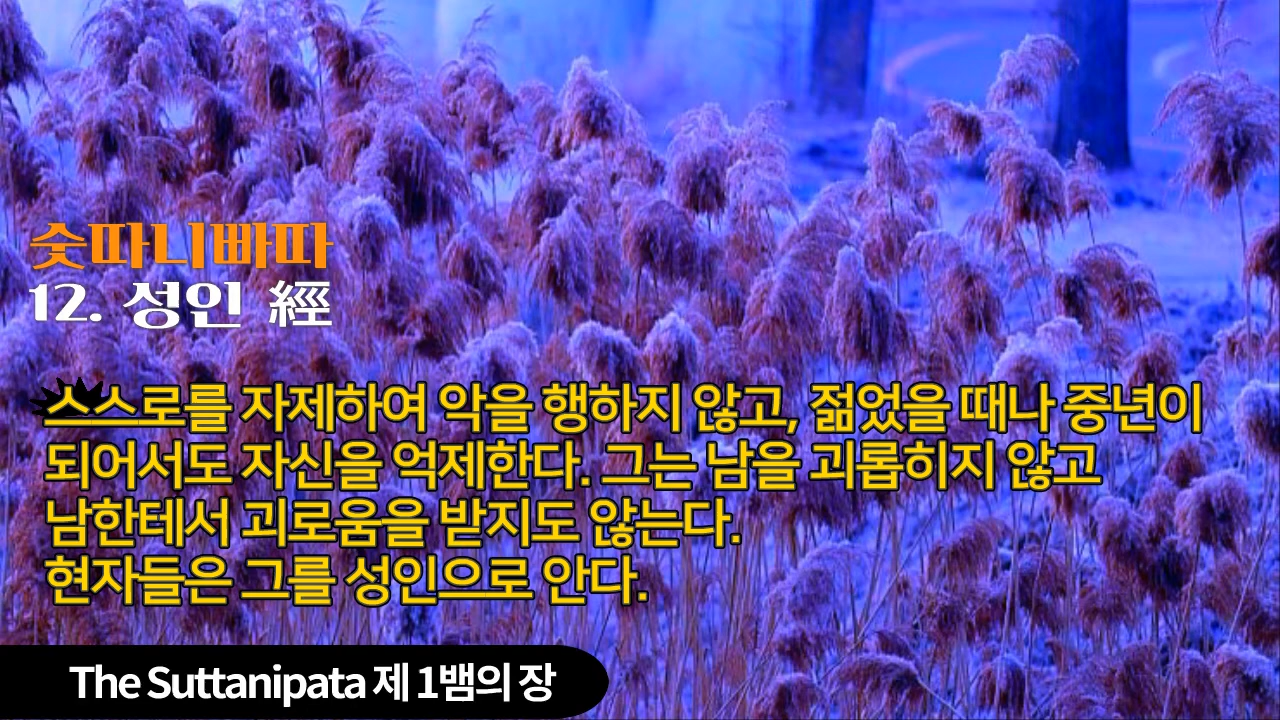 숫따니빠따
12. 성인 經
스스로를 자제하여 악을 행하지 않고, 젊었을 때나 중년이
되어서도 자신을 억제한다. 그는 남을 괴롭히지 않고
남한테서 괴로움을 받지도 않는다.
현자들은 그를 성인으로 안다.
The Suttanipata 제 1뱀의 장